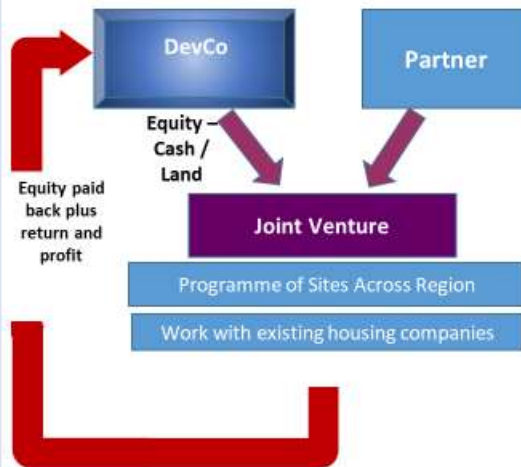 DevCo
Partner
Equity –
Cash /
Land
Equity paid
back plus
return and
profit
Joint Venture
Programme of Sites Across Region
Work with existing housing companies